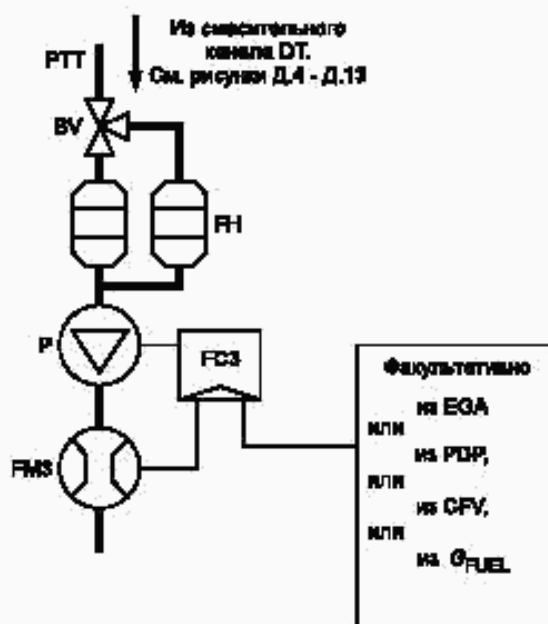 Из смесительного
канала DT.
См. рисунки Д.4 - Д.13
PTT
BV
FH
P
FC3
FM3
Факультативно
из EGA
или
из PDP,
или
из CFV,
или
из GFUEL